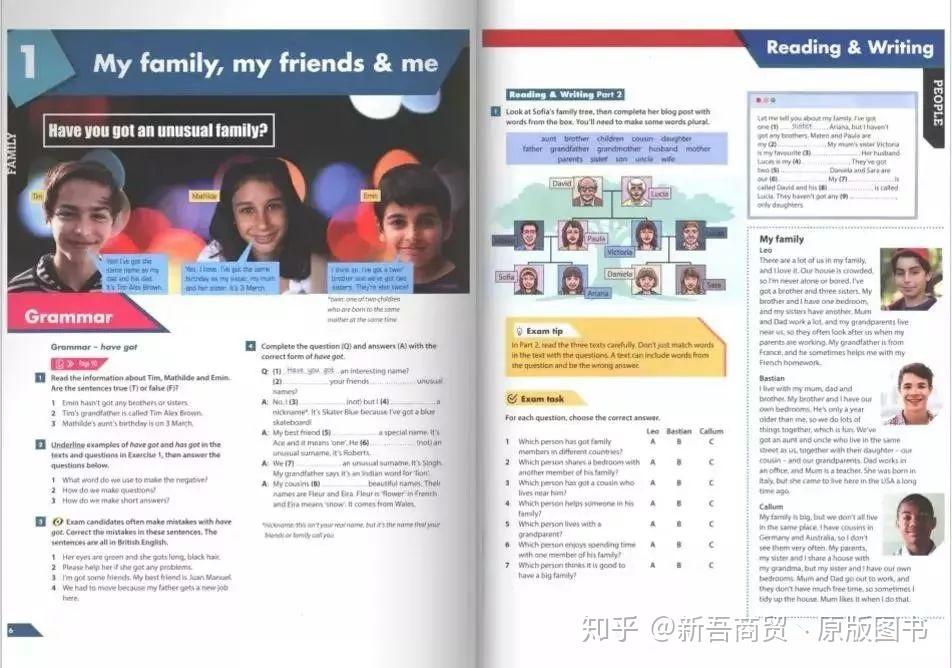 1
My family, my friends & me
FAMILY
Have you got an unusual family?
Tim
Mathilde
Emin
Yes! I've got the
same name as my
dad and his dad.
It's Tim Alex Brown.
Yes, I have. I've got the same
birthday as my sister, my mum
and her sister. It's 3 March.
I think so. I've got a twin*
brother and we've got two
sisters. They're also twins!
*twin: one of two children
who are born to the same
mother at the same time
Grammar
Grammar – have got
Page 90
1 Read the information about Tim, Mathilde and Emin.
Are the sentences true (T) or false (F)?
1 Emin hasn't got any brothers or sisters.
2 Tim's grandfather is called Tim Alex Brown.
3 Mathilde's aunt's birthday is on 3 March.
2 Underline examples of have got and has got in the
texts and questions in Exercise 1, then answer the
questions below.
1 What word do we use to make the negative?
2 How do we make questions?
3 How do we make short answers?
3 Exam candidates often make mistakes with have
got. Correct the mistakes in these sentences. The
sentences are all in British English.
1 Her eyes are green and she gots long, black hair.
2 Please help her if she got any problems.
3 I'm got some friends. My best friend is Juan Manuel.
4 We had to move because my father gets a new job
here.
4 Complete the question (Q) and answers (A) with the
correct form of have got.
Q: (1) Have you got an interesting name?
(2) your friends unusual
names?
A: No, I (3) (not) but I (4) a
nickname*. It's Skater Blue because I've got a blue
skateboard!
A: My best friend (5) a special name. It's
Ace and it means 'one'. He (6) (not) an
unusual surname, it's Roberts.
A: We (7) an unusual surname. It's Singh.
My grandfather says it's an Indian word for 'lion'.
A: My cousins (8) beautiful names. Their
names are Fleur and Eira. Fleur is 'flower' in French
and Eira means 'snow'. It comes from Wales.
*nickname: this isn't your real name, but it's the name that your
friends or family call you
6
Reading & Writing
PEOPLE
Reading & Writing Part 2
1 Look at Sofia's family tree, then complete her blog post with
words from the box. You'll need to make some words plural.
aunt brother children cousin daughter
father grandfather grandmother husband mother
parents sister son uncle wife
David
Lucia
Paula
Victoria
Sofia
Ariana
Daniela
Sara
Let me tell you about my family. I've got
one (1) sister, Ariana, but I haven't
got any brothers. Mateo and Paula are
my (2) . My mum's sister Victoria
is my favourite (3) . Her husband
Lucas is my (4) . They've got
two (5) . Daniela and Sara are
our (6) . My (7) is
called David and his (8) is called
Lucia. They haven't got any (9)
only daughters
Exam tip
In Part 2, read the three texts carefully. Don't just match words
in the text with the questions. A text can include words from
the question and be the wrong answer.
Exam task
For each question, choose the correct answer.
Leo Bastian Callum
1 Which person has got family
members in different countries? A B C
2 Which person shares a bedroom with
another member of his family? A B C
3 Which person has got a cousin who
lives near him? A B C
4 Which person helps someone in his
family? A B C
5 Which person lives with a
grandparent? A B C
6 Which person enjoys spending time
with one member of his family? A B C
7 Which person thinks it is good to
have a big family? A B C
My family
Leo
There are a lot of us in my family,
and I love it. Our house is crowded,
so I'm never alone or bored. I've
got a brother and three sisters. My
brother and I have one bedroom,
and my sisters have another. Mum
and Dad work a lot, and my grandparents live
near us, so they often look after us when my
parents are working. My grandfather is from
France, and he sometimes helps me with my
French homework.
Bastian
I live with my mum, dad and
brother. My brother and I have our
own bedrooms. He's only a year
older than me, so we do lots of
things together, which is fun. We've
got an aunt and uncle who live in the same
street as us, together with their daughter – our
cousin – and our grandparents. Dad works in
an office, and Mum is a teacher. She was born in
Italy, but she came to live here in the USA a long
time ago.
Callum
My family is big, but we don't all live
in the same place. I have cousins in
Germany and Australia, so I don't
see them very often. My parents,
my sister and I share a house with
my grandma, but my sister and I have our own
bedrooms. Mum and Dad go out to work, and
they don't have much free time, so sometimes I
tidy up the house. Mum likes it when I do that.
知乎 @新吾商贸 · 原版图书